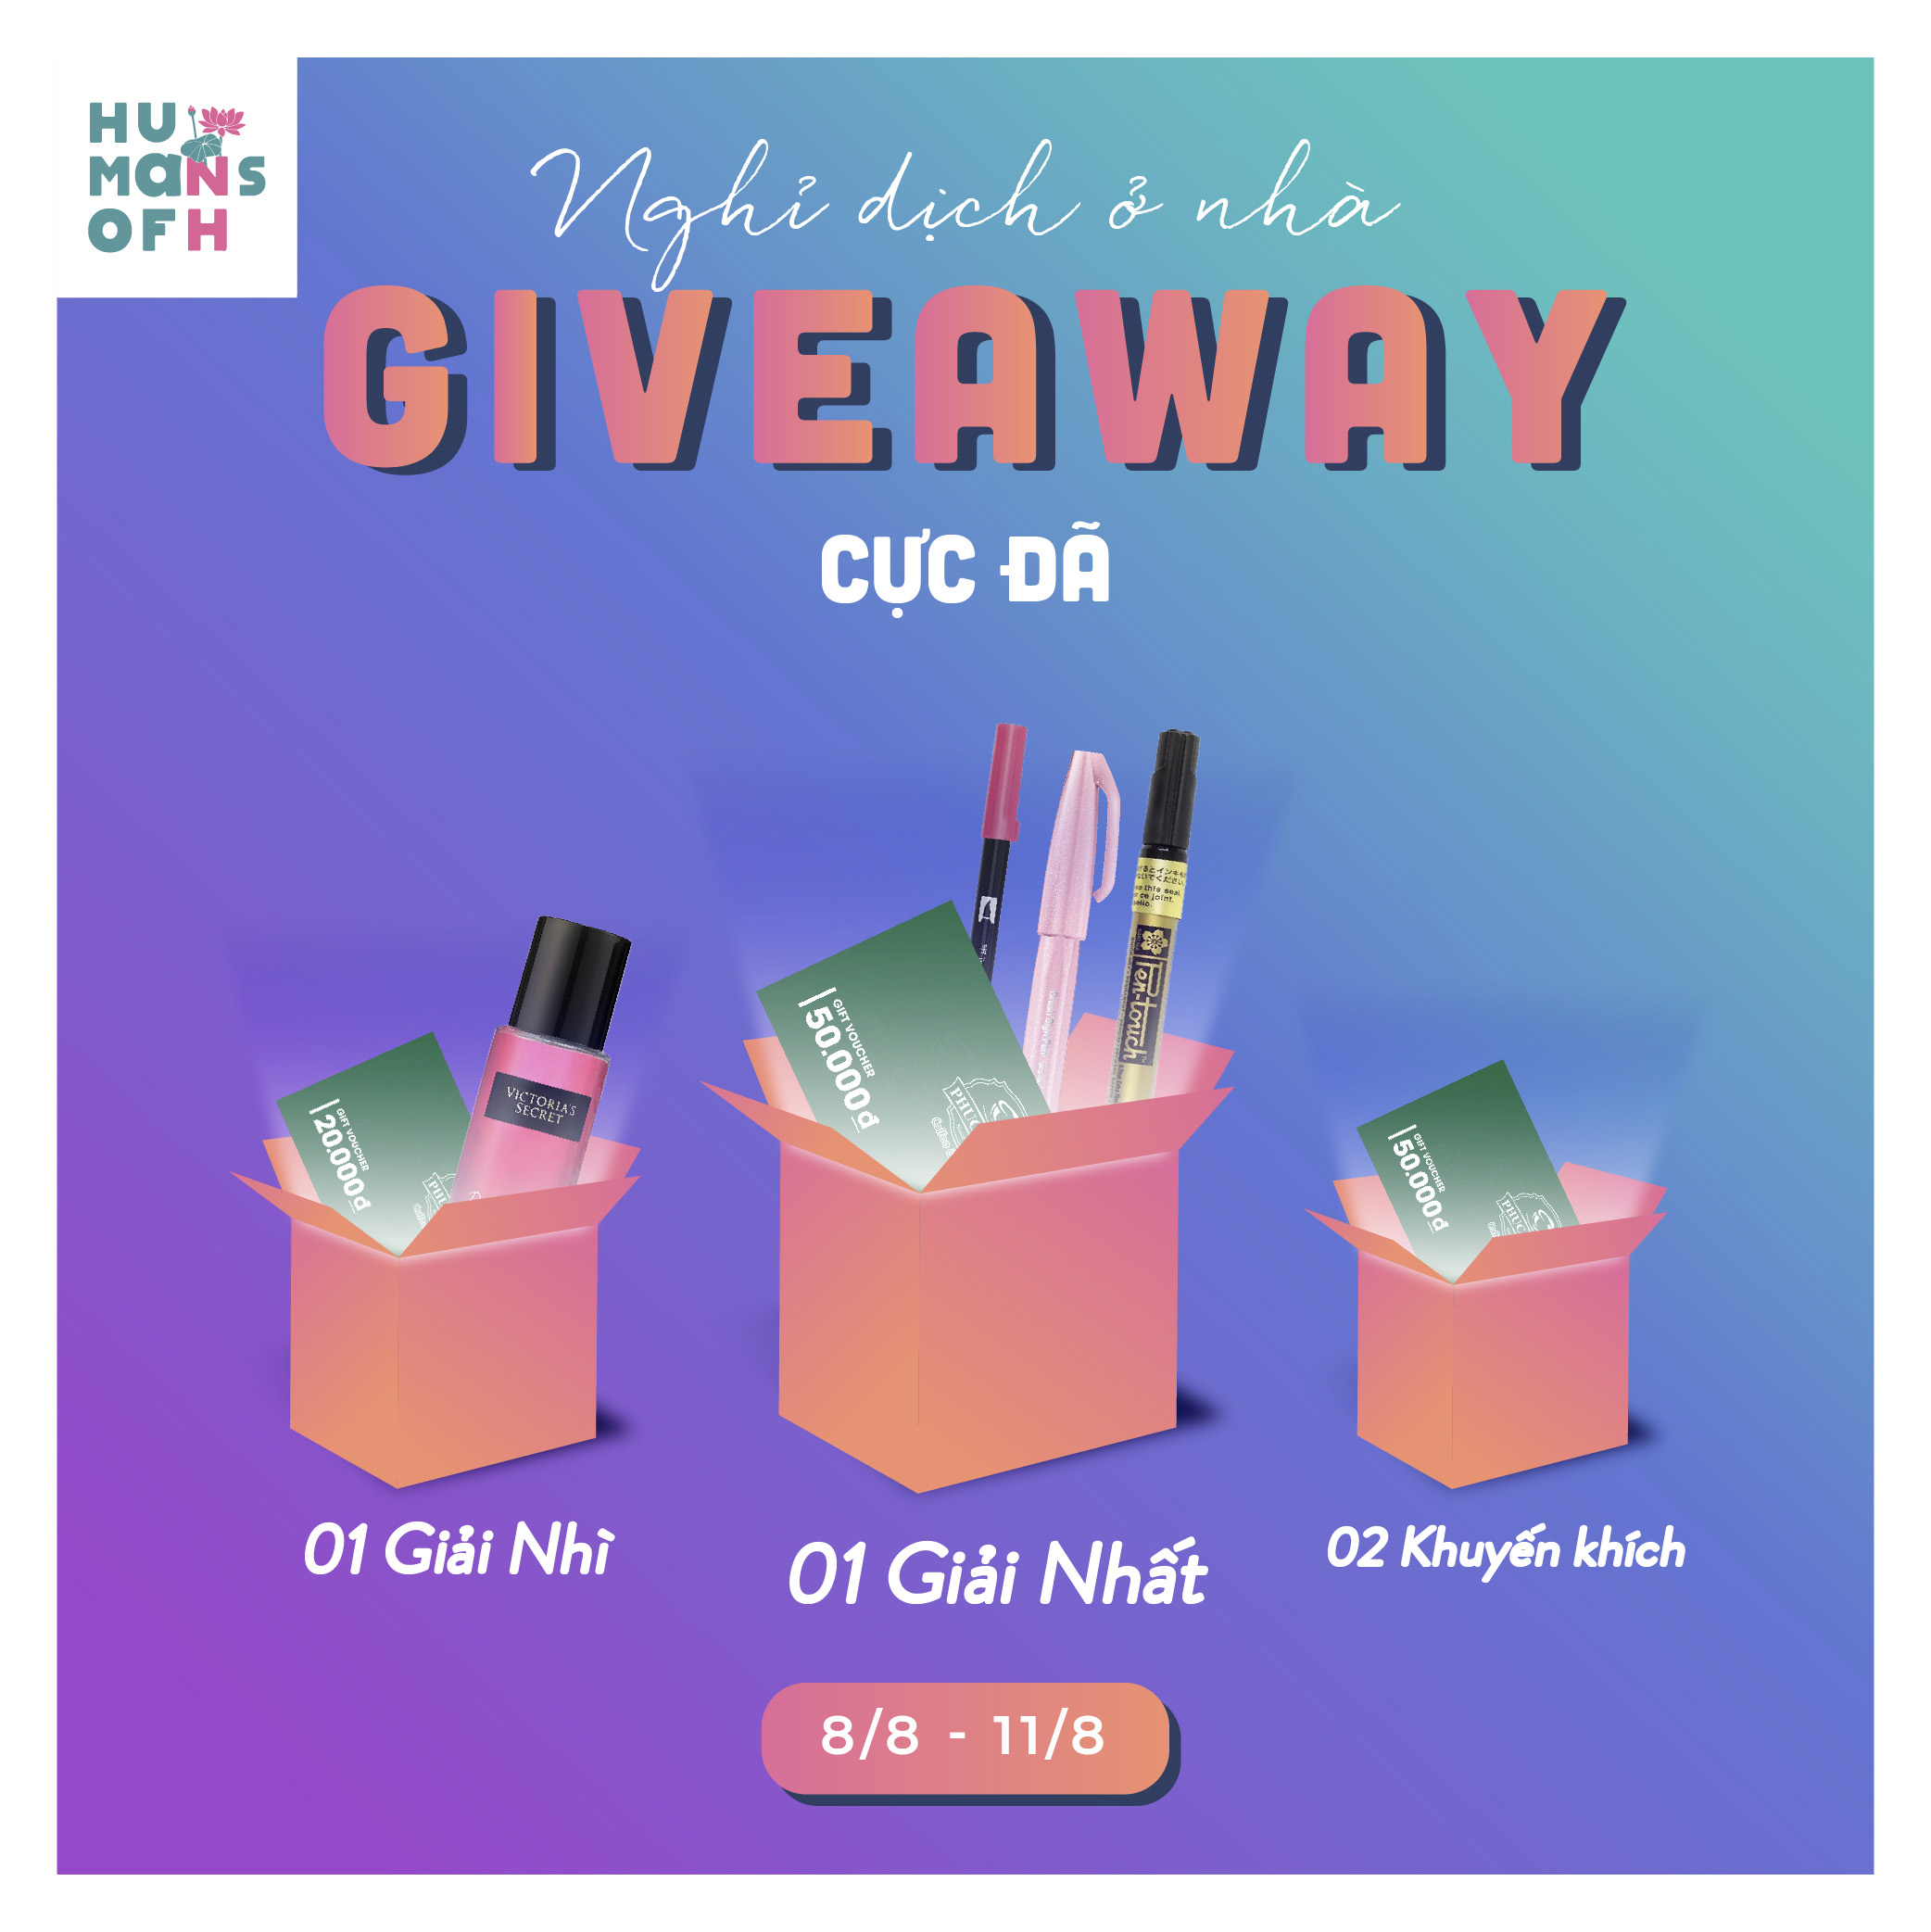 HU
MANS
OF H
Nghỉ dịch ở nhà
GIVEAWAY
CỰC ĐÃ
GIFT VOUCHER
20.000đ
VICTORIA'S
SECRET
GIFT VOUCHER
50.000đ
PHUC
Pen-touch
GIFT VOUCHER
50.000đ
PHUC
01 Giải Nhì
01 Giải Nhất
02 Khuyến khích
8/8 - 11/8